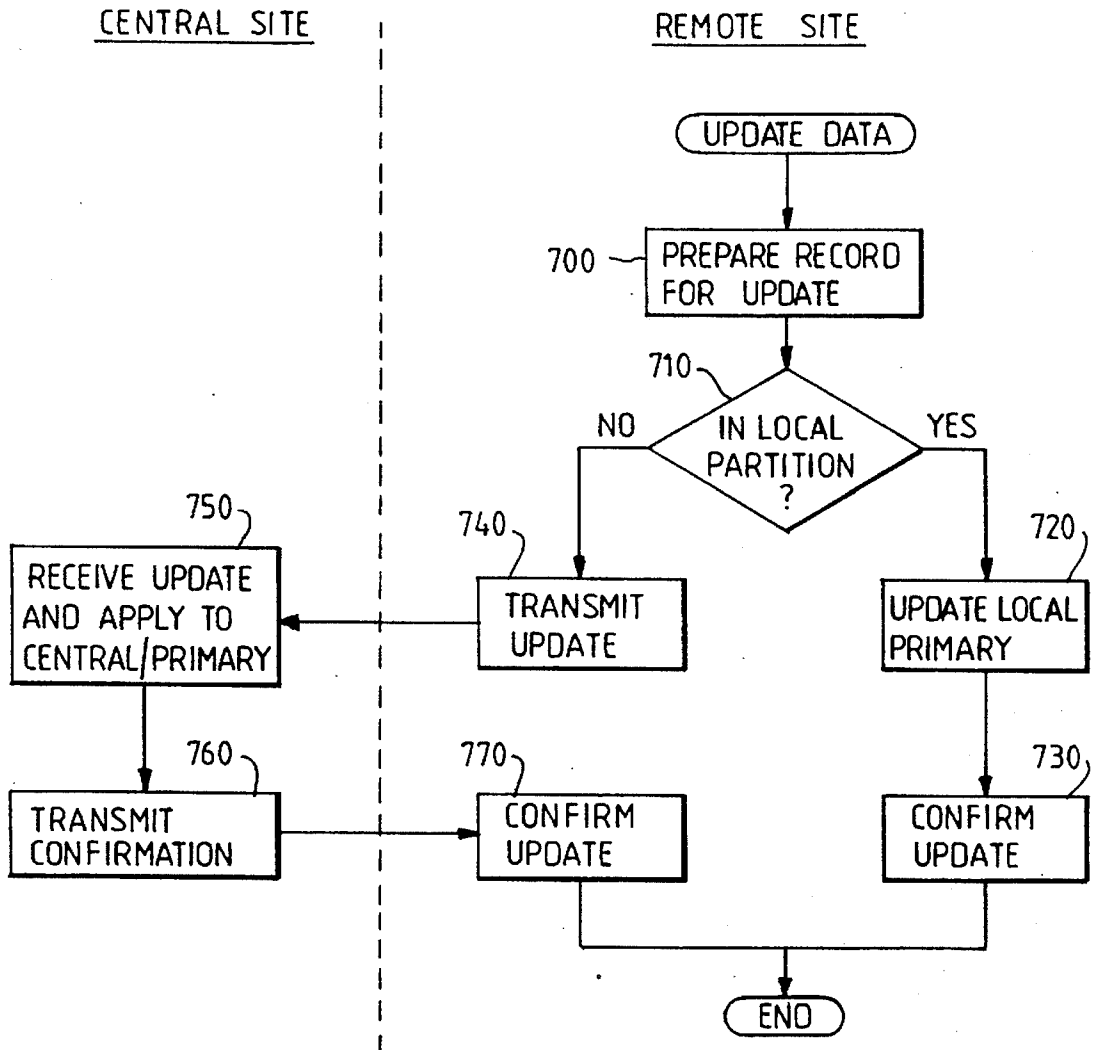 CENTRAL SITE
REMOTE SITE
UPDATE DATA
700
PREPARE RECORD
FOR UPDATE
710
NO
IN LOCAL
PARTITION
?
YES
750
RECEIVE UPDATE
AND APPLY TO
CENTRAL/PRIMARY
740
TRANSMIT
UPDATE
720
UPDATE LOCAL
PRIMARY
760
TRANSMIT
CONFIRMATION
770
CONFIRM
UPDATE
730
CONFIRM
UPDATE
END